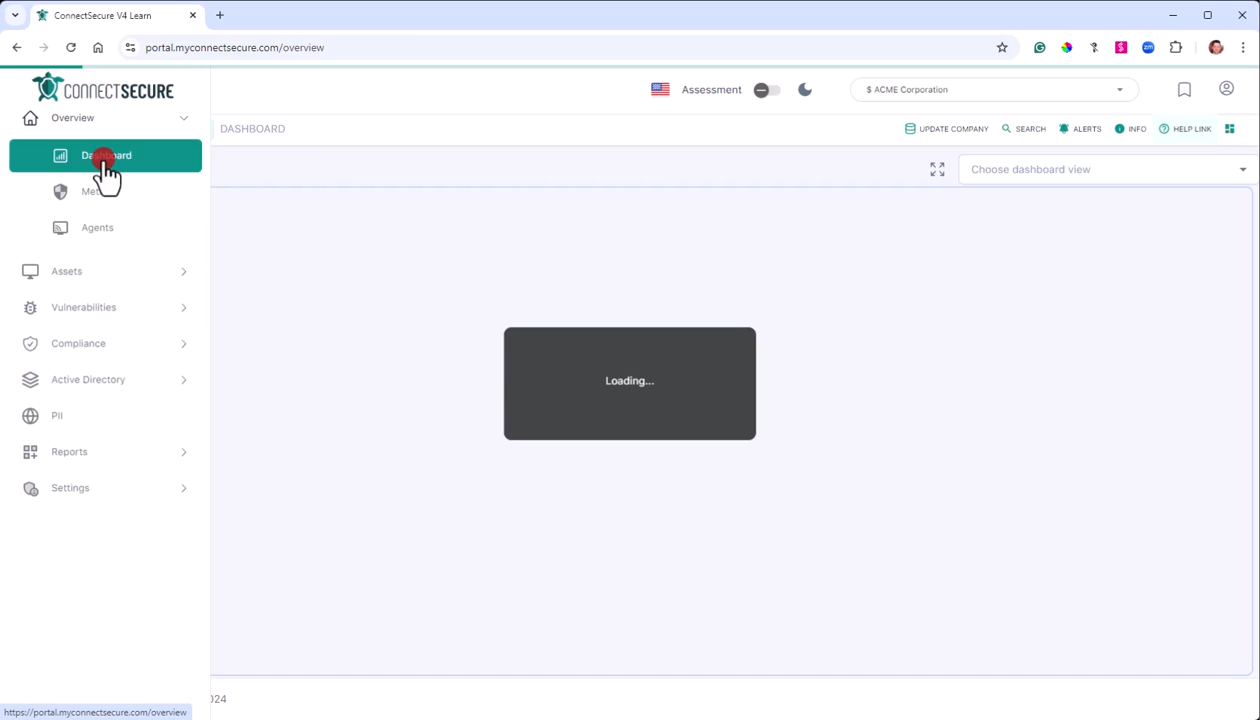 ConnectSecure V4 Learn
portal.myconnectsecure.com/overview
CONNECTSECURE
Assessment
$ ACME Corporation
Overview
DASHBOARD
UPDATE COMPANY
SEARCH
ALERTS
INFO
HELP LINK
Dashboard
Choose dashboard view
Agents
Assets
Vulnerabilities
Compliance
Loading...
Active Directory
PII
Reports
Settings
024
https://portal.myconnectsecure.com/overview